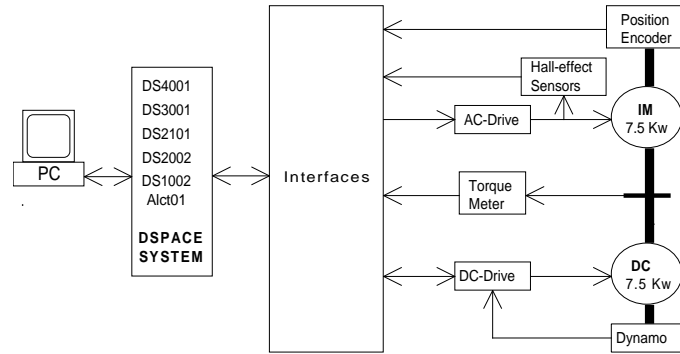 PC
DS4001
DS3001
DS2101
DS2002
DS1002
Alct01
DSPACE
SYSTEM
Interfaces
Position
Encoder
Hall-effect
Sensors
AC-Drive
IM
7.5 Kw
Torque
Meter
DC-Drive
DC
7.5 Kw
Dynamo